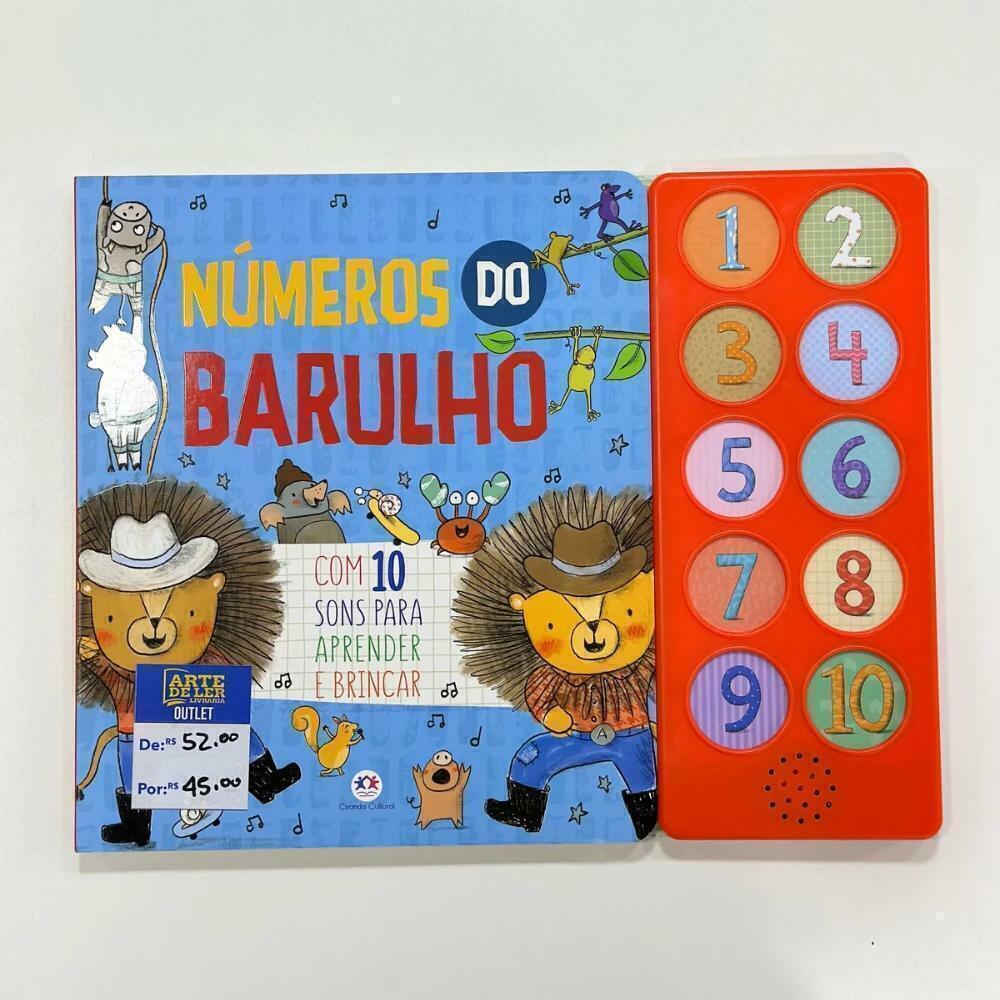 NÚMEROS DO
BARULHO
COM 10
SONS PARA
APRENDER
E BRINCAR
ARTE
DE LER
LIVRARIA
OUTLET
De:R$ 52.00
Por:R$ 45.00
Ciranda Cultural
A
1 2
3 4
5 6
7 8
9 10